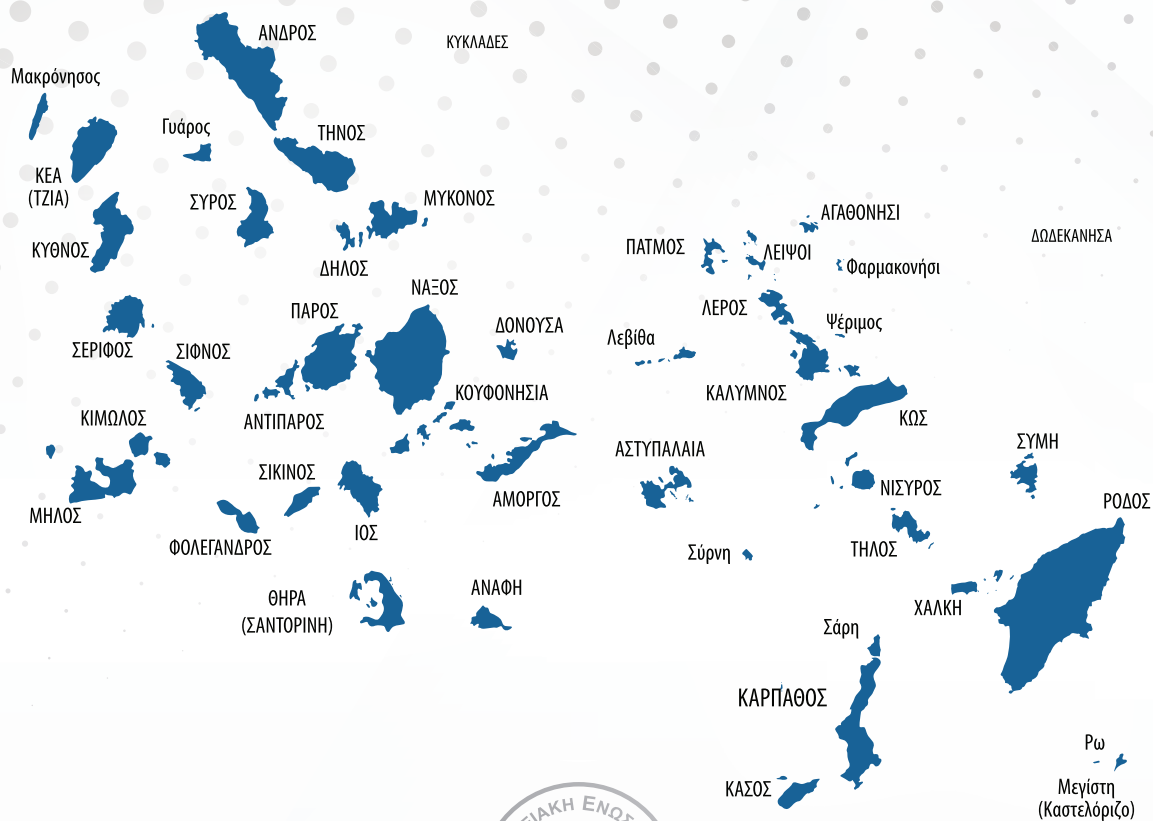 ΑΝΔΡΟΣ
ΚΥΚΛΑΔΕΣ
Μακρόνησος
Γυάρος
ΤΗΝΟΣ
ΚΕΑ
(ΤΖΙΑ)
ΣΥΡΟΣ
ΜΥΚΟΝΟΣ
ΚΥΘΝΟΣ
ΔΗΛΟΣ
ΝΑΞΟΣ
ΠΑΡΟΣ
ΔΟΝΟΥΣΑ
ΣΕΡΙΦΟΣ
ΣΙΦΝΟΣ
ΚΟΥΦΟΝΗΣΙΑ
ΑΝΤΙΠΑΡΟΣ
ΚΙΜΩΛΟΣ
ΣΙΚΙΝΟΣ
ΑΜΟΡΓΟΣ
ΜΗΛΟΣ
ΙΟΣ
ΦΟΛΕΓΑΝΔΡΟΣ
ΘΗΡΑ
(ΣΑΝΤΟΡΙΝΗ)
ΑΝΑΦΗ
ΑΓΑΘΟΝΗΣΙ
ΔΩΔΕΚΑΝΗΣΑ
ΠΑΤΜΟΣ
ΛΕΙΨΟΙ
Φαρμακονήσι
ΛΕΡΟΣ
Ψέριμος
Λεβίθα
ΚΑΛΥΜΝΟΣ
ΚΩΣ
ΑΣΤΥΠΑΛΑΙΑ
ΣΥΜΗ
ΝΙΣΥΡΟΣ
ΡΟΔΟΣ
Σύρνη
ΤΗΛΟΣ
ΧΑΛΚΗ
Σάρη
ΚΑΡΠΑΘΟΣ
Ρω
ΚΑΣΟΣ
Μεγίστη
(Καστελόριζο)